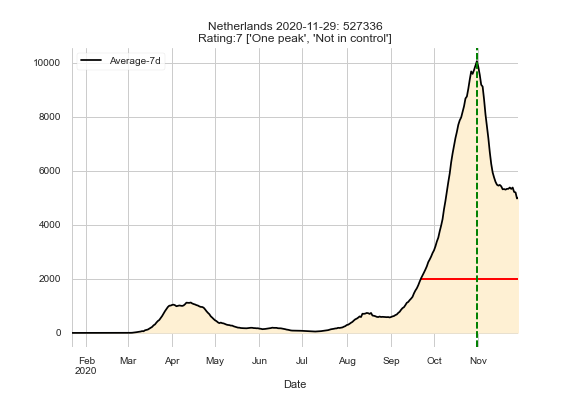 Netherlands 2020-11-29: 527336
Rating:7 ['One peak', 'Not in control']
Average-7d
10000
8000
6000
4000
2000
0
Feb Mar Apr May Jun Jul Aug Sep Oct Nov
2020
Date